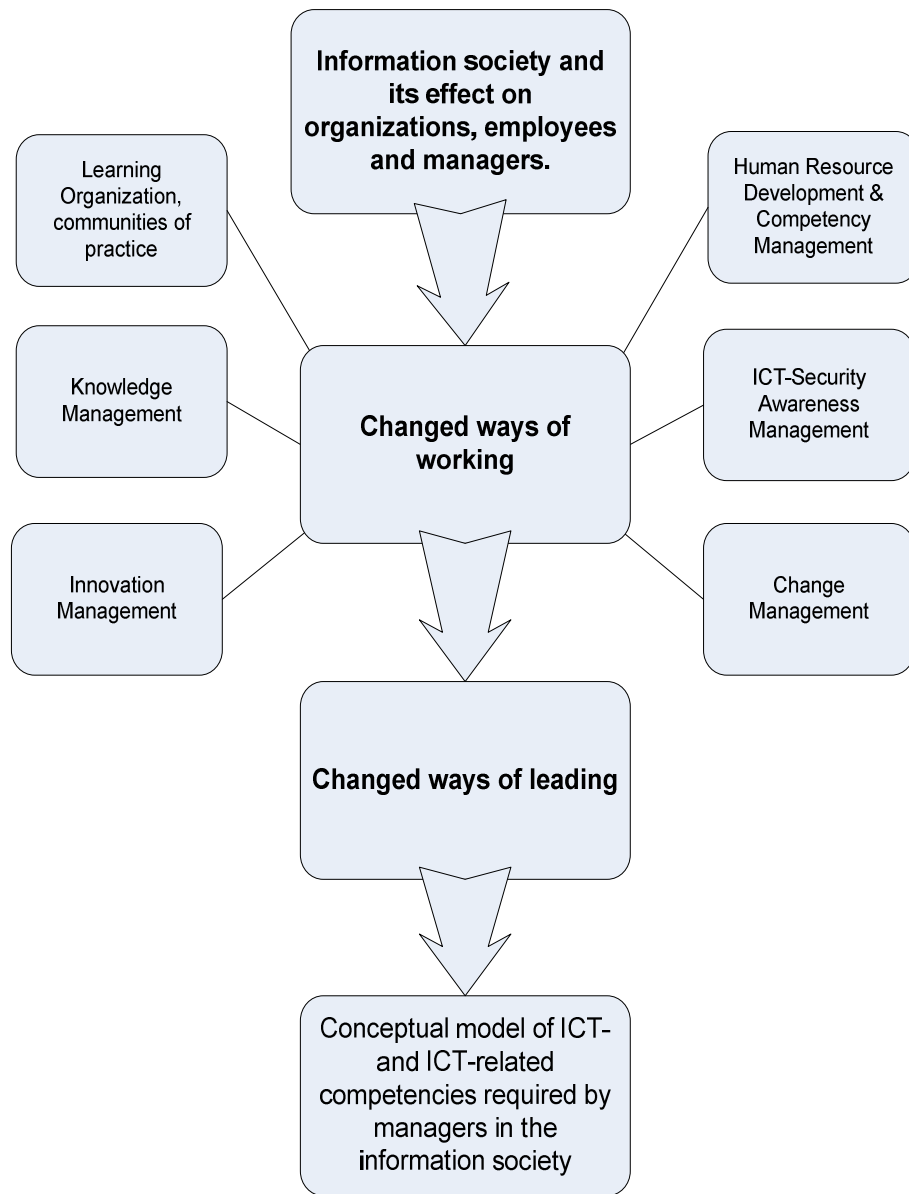 Information society and
its effect on
organizations, employees
and managers.
Learning
Organization,
communities of
practice
Human Resource
Development &
Competency
Management
Knowledge
Management
Changed ways of
working
ICT-Security
Awareness
Management
Innovation
Management
Change
Management
Changed ways of leading
Conceptual model of ICT-
and ICT-related
competencies required by
managers in the
information society